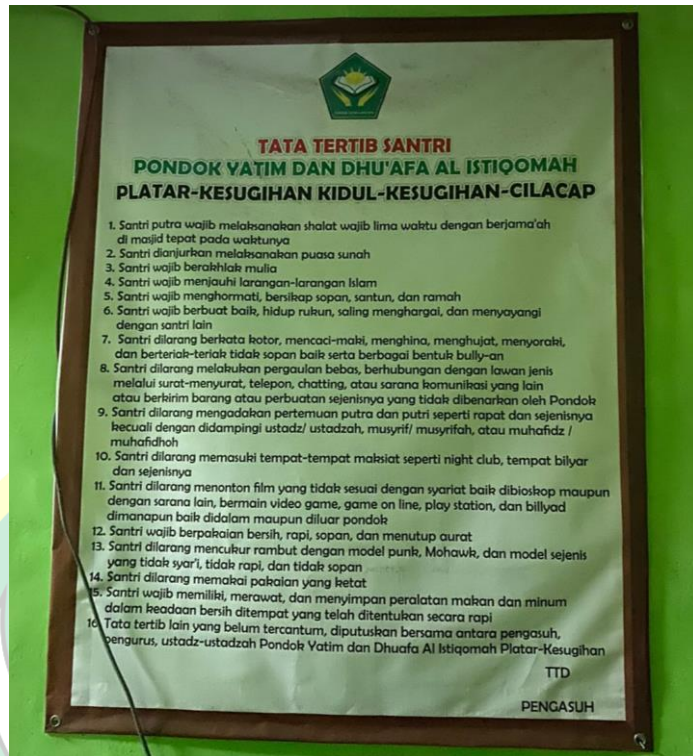 TATA TERTIB SANTRI
PONDOK YATIM DAN DHU'AFA AL ISTIQOMAH
PLATAR-KESUGIHAN KIDUL-KESUGIHAN-CILACAP
1. Santri putra wajib melaksanakan shalat wajib lima waktu dengan berjama'ah
di masjid tepat pada waktunya
2. Santri dianjurkan melaksanakan puasa sunah
3. Santri wajib berakhlak mulia
4. Santri wajib menjauhi larangan-larangan Islam
5. Santri wajib menghormati, bersikap sopan, santun, dan ramah
6. Santri wajib berbuat baik, hidup rukun, saling menghargai, dan menyayangi
dengan santri lain
7. Santri dilarang berkata kotor, mencaci-maki, menghina, menghujat, menyoraki,
dan berteriak-teriak tidak sopan baik serta berbagai bentuk bully-an
8. Santri dilarang melakukan pergaulan bebas, berhubungan dengan lawan jenis
melalui surat-menyurat, telepon, chatting, atau sarana komunikasi yang lain
atau berkirim barang atau perbuatan sejenisnya yang tidak dibenarkan oleh Pondok
9. Santri dilarang mengadakan pertemuan putra dan putri seperti rapat dan sejenisnya
kecuali dengan didampingi ustadz/ ustadzah, musyrif/ musyrifah, atau muhafidz /
muhafidhoh
10. Santri dilarang memasuki tempat-tempat maksiat seperti night club, tempat bilyar
dan sejenisnya
11. Santri dilarang menonton film yang tidak sesuai dengan syariat baik dibioskop maupun
dengan sarana lain, bermain video game, game on line, play station, dan billyad
dimanapun baik didalam maupun diluar pondok
12. Santri wajib berpakaian bersih, rapi, sopan, dan menutup aurat
13. Santri dilarang mencukur rambut dengan model punk, Mohawk, dan model sejenis
yang tidak syar'i, tidak rapi, dan tidak sopan
14. Santri dilarang memakai pakaian yang ketat
15. Santri wajib memiliki, merawat, dan menyimpan peralatan makan dan minum
dalam keadaan bersih ditempat yang telah ditentukan secara rapi
16. Tata tertib lain yang belum tercantum, diputuskan bersama antara pengasuh,
pengurus, ustadz-ustadzah Pondok Yatim dan Dhuafa Al Istiqomah Platar-Kesugihan
TTD
PENGASUH